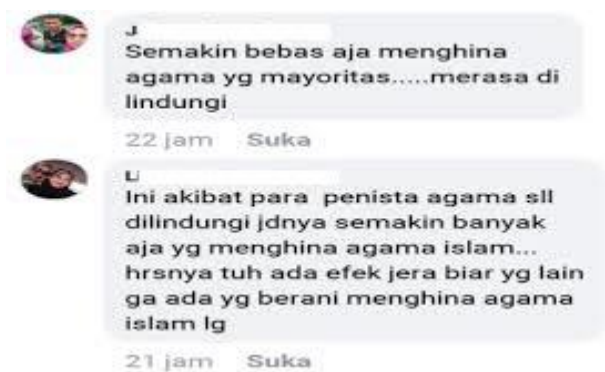 J
Semakin bebas aja menghina
agama yg mayoritas.....merasa di
lindungi
22 jam Suka
L
Ini akibat para penista agama sll
dilindungi jdnya semakin banyak
aja yg menghina agama islam...
hrsnya tuh ada efek jera biar yg lain
ga ada yg berani menghina agama
islam lg
21 jam Suka